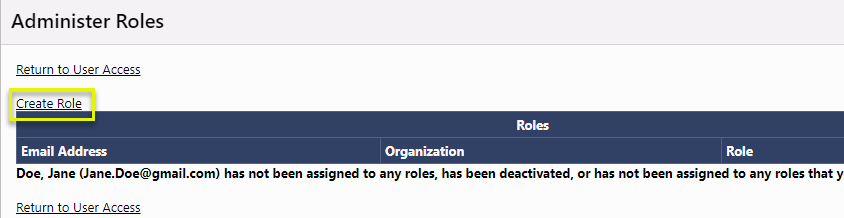 Administer Roles
Return to User Access
Create Role
Roles
Email Address Organization Role
Doe, Jane (Jane.Doe@gmail.com) has not been assigned to any roles, has been deactivated, or has not been assigned to any roles that y
Return to User Access